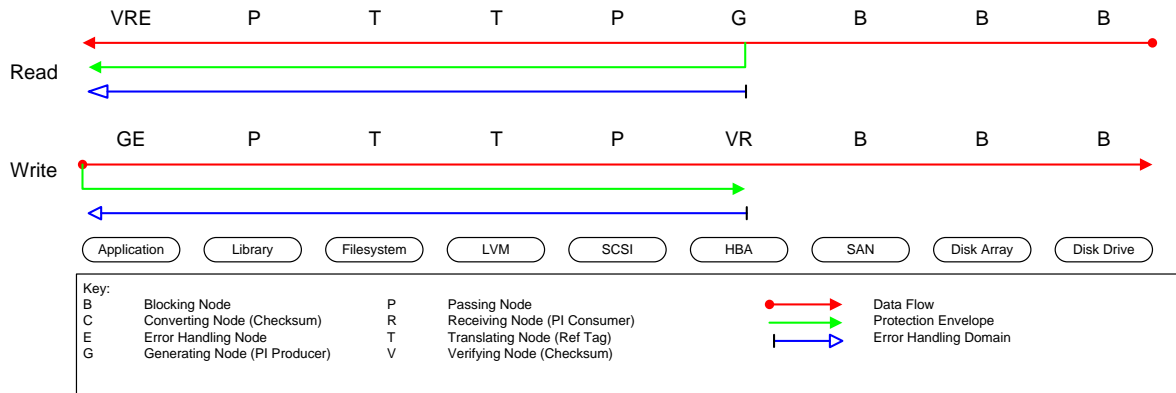 VRE P T T P G B B B
Read
GE P T T P VR B B B
Write
Application Library Filesystem LVM SCSI HBA SAN Disk Array Disk Drive
Key:
B Blocking Node P Passing Node Data Flow
C Converting Node (Checksum) R Receiving Node (PI Consumer) Protection Envelope
E Error Handling Node T Translating Node (Ref Tag) Error Handling Domain
G Generating Node (PI Producer) V Verifying Node (Checksum)